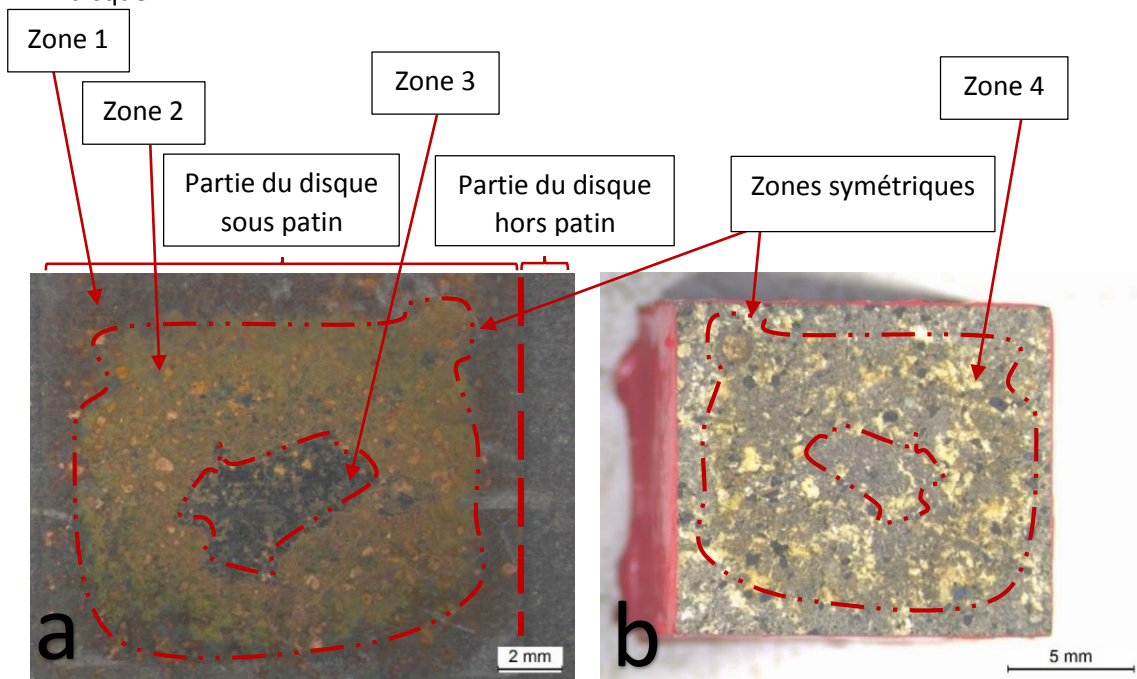 Zone 1
Zone 2
Zone 3
Zone 4
Partie du disque
sous patin
Partie du disque
hors patin
Zones symétriques
a
2 mm
b
5 mm